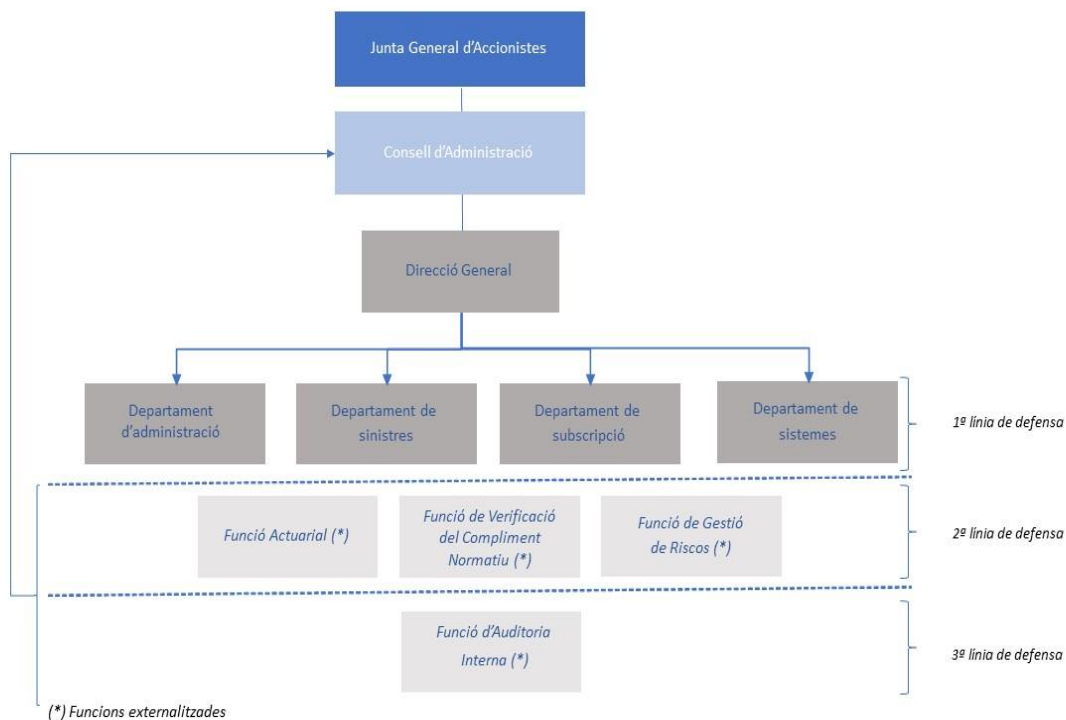 Junta General d'Accionistes
Consell d'Administració
Direcció General
Departament
d'administració
Departament de
sinistres
Departament de
subscripció
Departament de
sistemes
1ª línia de defensa
Funció Actuarial (*)
Funció de Verificació
del Compliment
Normatiu (*)
Funció de Gestió
de Riscos (*)
2ª línia de defensa
Funció d'Auditoria
Interna (*)
3ª línia de defensa
(*) Funcions externalitzades